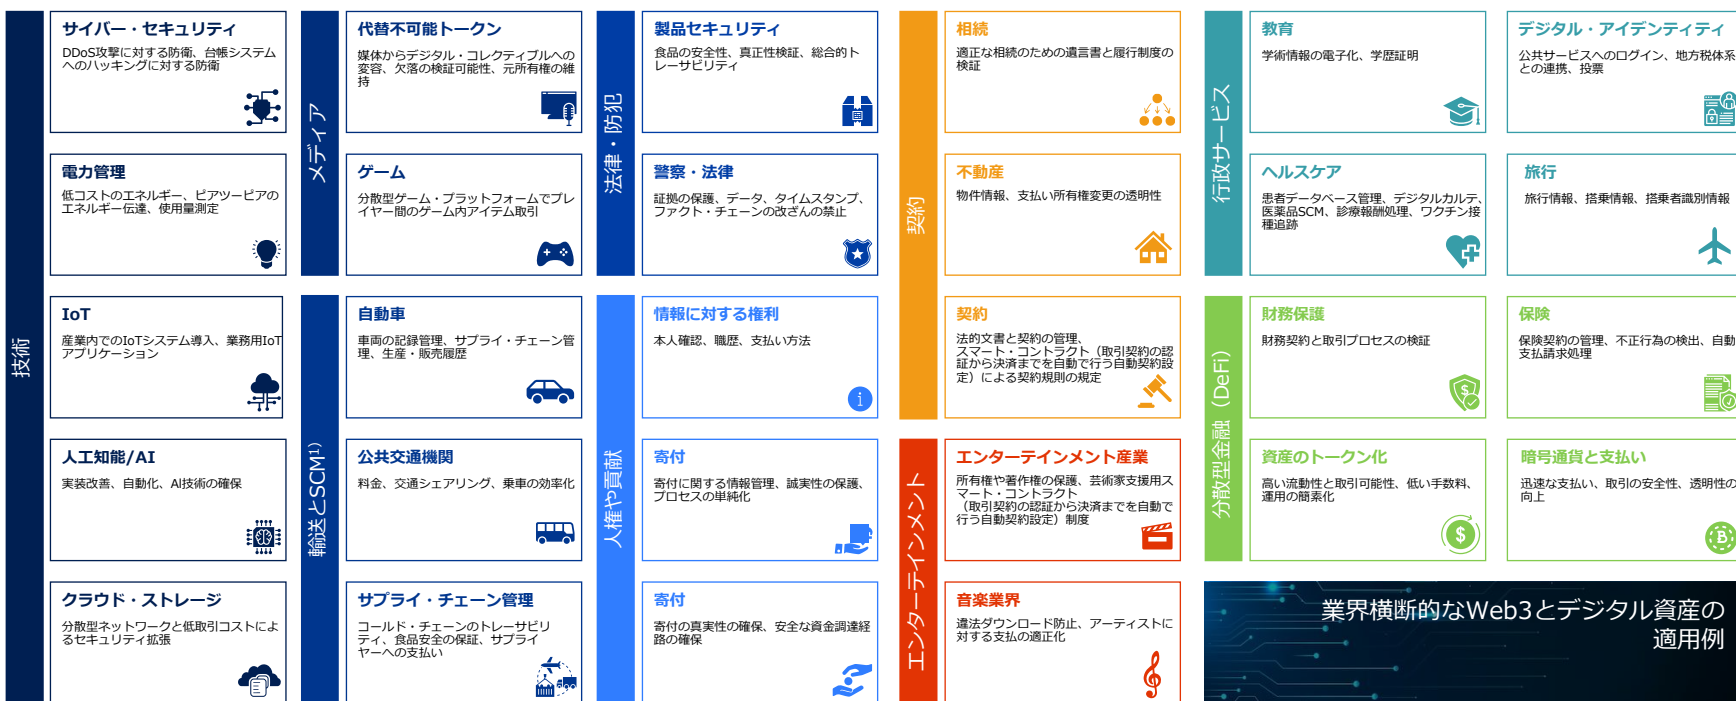 技術
サイバー・セキュリティ
DDoS攻撃に対する防衛、台帳システム
へのハッキングに対する防衛
電力管理
低コストのエネルギー、ピアツーピアの
エネルギー伝達、使用量測定
IoT
産業内でのIoTシステム導入、業務用IoT
アプリケーション
人工知能/AI
実装改善、自動化、AI技術の確保
クラウド・ストレージ
分散型ネットワークと低取引コストによ
るセキュリティ拡張
メディア
代替不可能トークン
媒体からデジタル・コレクティブルへの
変容、欠落の検証可能性、元所有権の維
持
ゲーム
分散型ゲーム・プラットフォームでプレ
イヤー間のゲーム内アイテム取引
輸送とSCM1)
自動車
車両の記録管理、サプライ・チェーン管
理、生産・販売履歴
公共交通機関
料金、交通シェアリング、乗車の効率化
サプライ・チェーン管理
コールド・チェーンのトレーサビリ
ティ、食品安全の保証、サプライ
ヤーへの支払い
法律・防犯
製品セキュリティ
食品の安全性、真正性検証、総合的ト
レーサビリティ
警察・法律
証拠の保護、データ、タイムスタンプ、
ファクト・チェーンの改ざんの禁止
人権や貢献
情報に対する権利
本人確認、職歴、支払い方法
寄付
寄付に関する情報管理、誠実性の保護、
プロセスの単純化
寄付
寄付の真実性の確保、安全な資金調達経
路の確保
契約
相続
適正な相続のための遺言書と履行制度の
検証
不動産
物件情報、支払い所有権変更の透明性
契約
法的文書と契約の管理、
スマート・コントラクト（取引契約の認
証から決済までを自動で行う自動契約設
定）による契約規則の規定
エンターテインメント
エンターテインメント産業
所有権や著作権の保護、芸術家支援用ス
マート・コントラクト
（取引契約の認証から決済までを自動で
行う自動契約設定）制度
音楽業界
違法ダウンロード防止、アーティストに
対する支払の適正化
行政サービス
教育
学術情報の電子化、学歴証明
デジタル・アイデンティティ
公共サービスへのログイン、地方税体系
との連携、投票
ヘルスケア
患者データベース管理、デジタルカルテ、
医薬品SCM、診療報酬処理、ワクチン接
種追跡
旅行
旅行情報、搭乗情報、搭乗者識別情報
分散型金融（DeFi）
財務保護
財務契約と取引プロセスの検証
保険
保険契約の管理、不正行為の検出、自動
支払請求処理
資産のトークン化
高い流動性と取引可能性、低い手数料、
運用の簡素化
暗号通貨と支払い
迅速な支払い、取引の安全性、透明性の
向上
業界横断的なWeb3とデジタル資産の
適用例